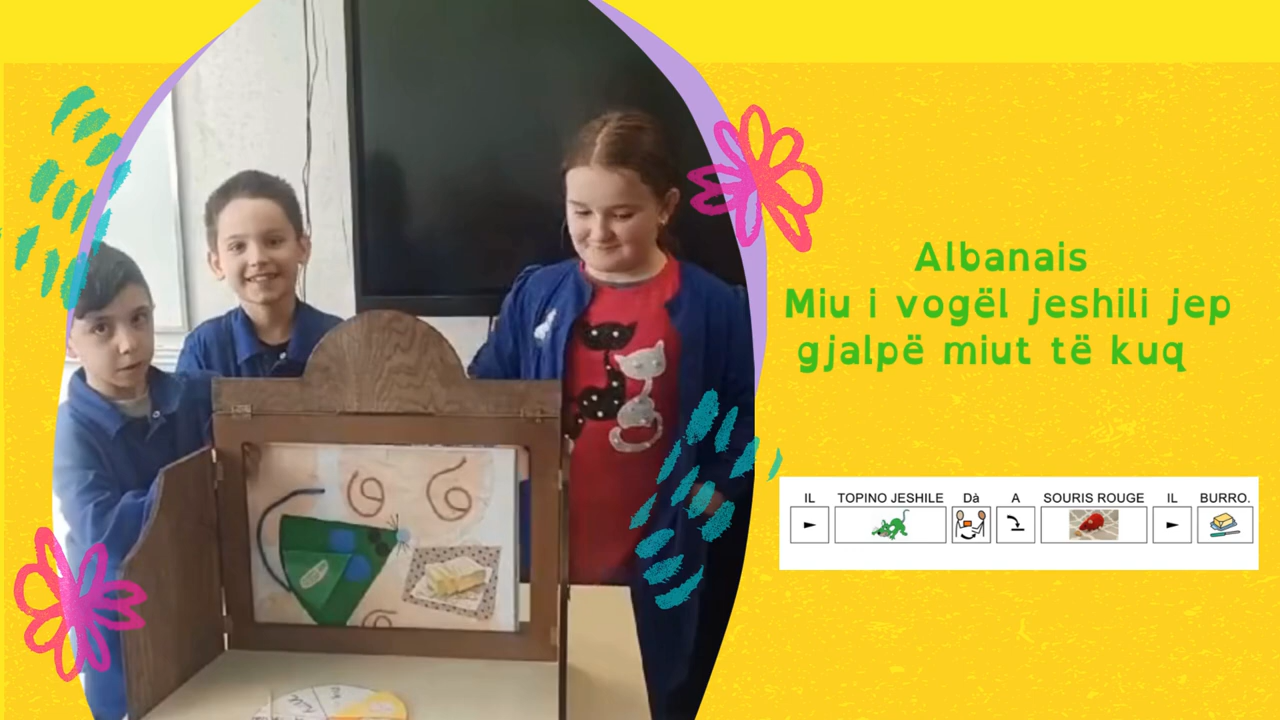 Albanais
Miu i vogël jeshili jep
gjalpë miut të kuq
IL TOPINO JESHILE Dà A SOURIS ROUGE IL BURRO.